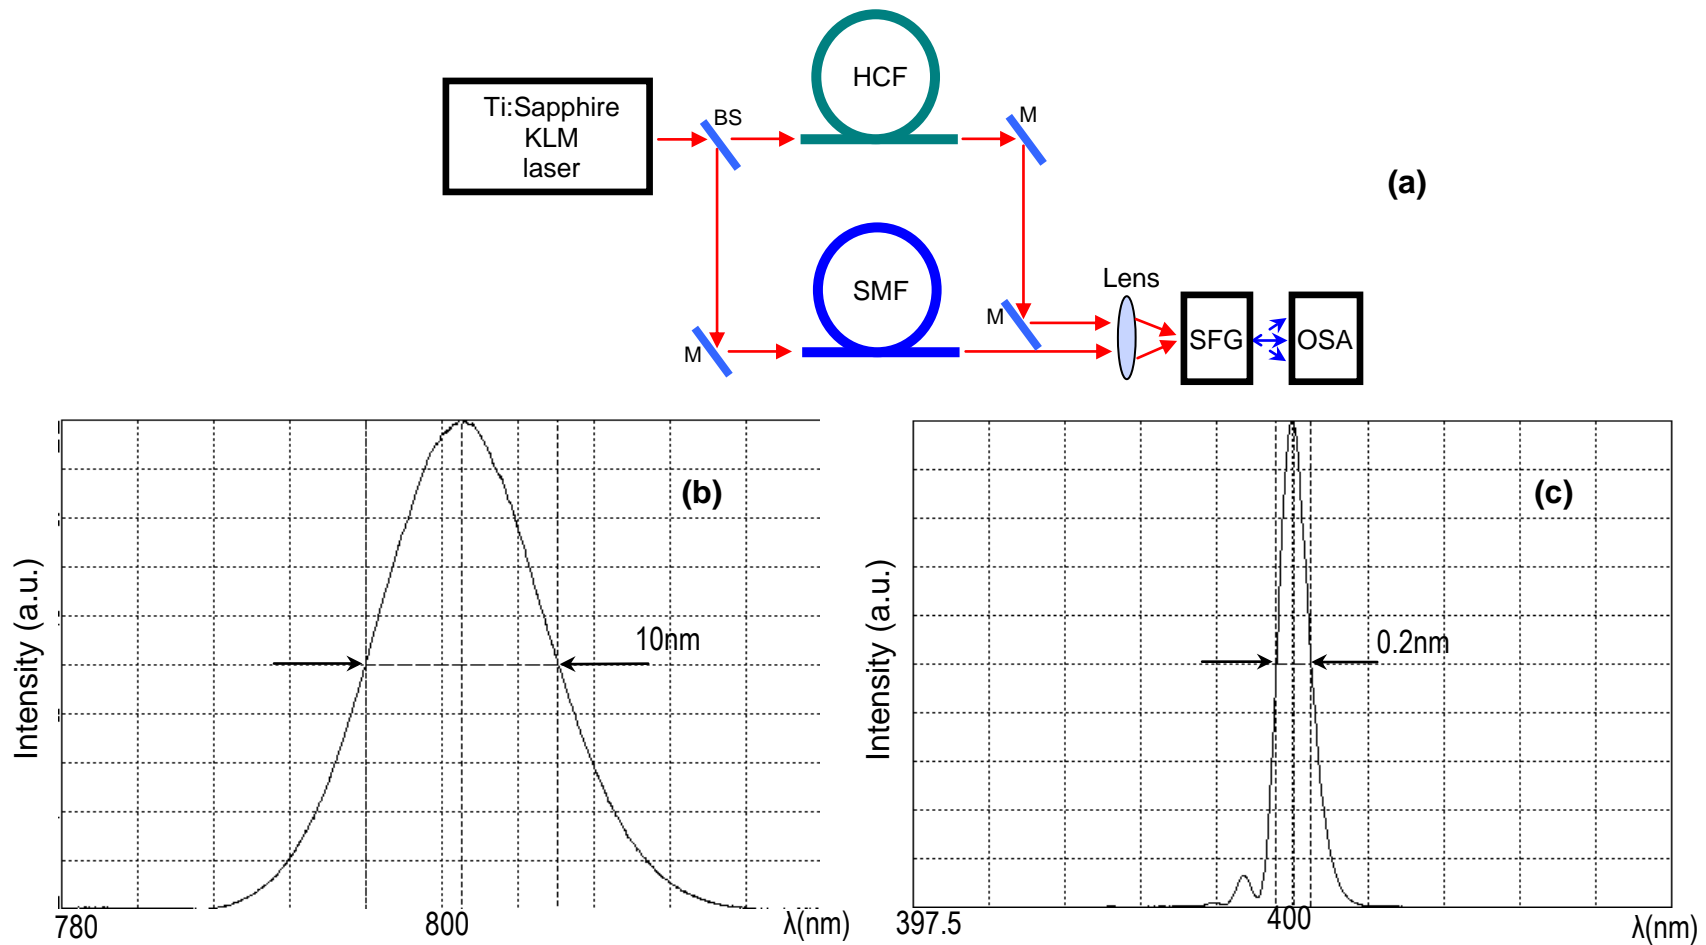 HCF
Ti:Sapphire
KLM
laser
BS
M
(a)
SMF
Lens
M
M
SFG
OSA
(b)
(c)
Intensity (a.u.)
10nm
Intensity (a.u.)
0.2nm
780
800
λ(nm)
397.5
400
λ(nm)